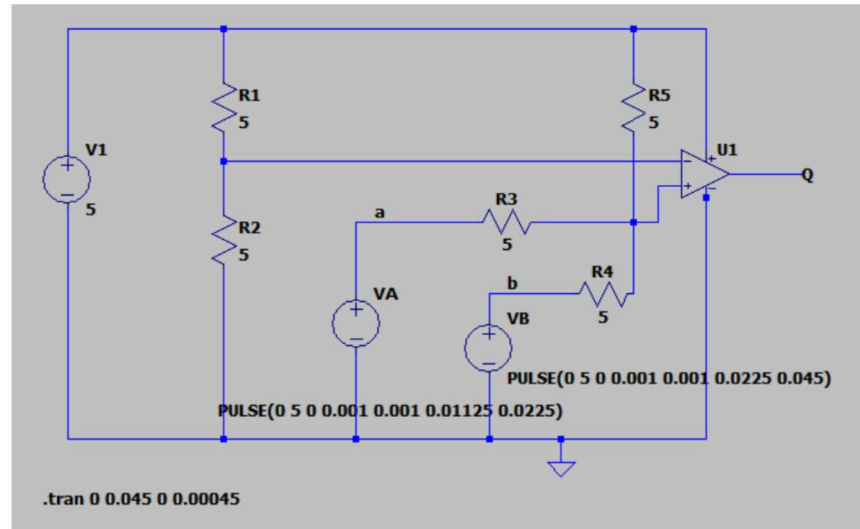 R1
5
R5
5
V1
5
U1
Q
R2
5
R3
5
a
R4
5
b
VA
VB
PULSE(0 5 0 0.001 0.001 0.0225 0.045)
PULSE(0 5 0 0.001 0.001 0.01125 0.0225)
.tran 0 0.045 0 0.00045